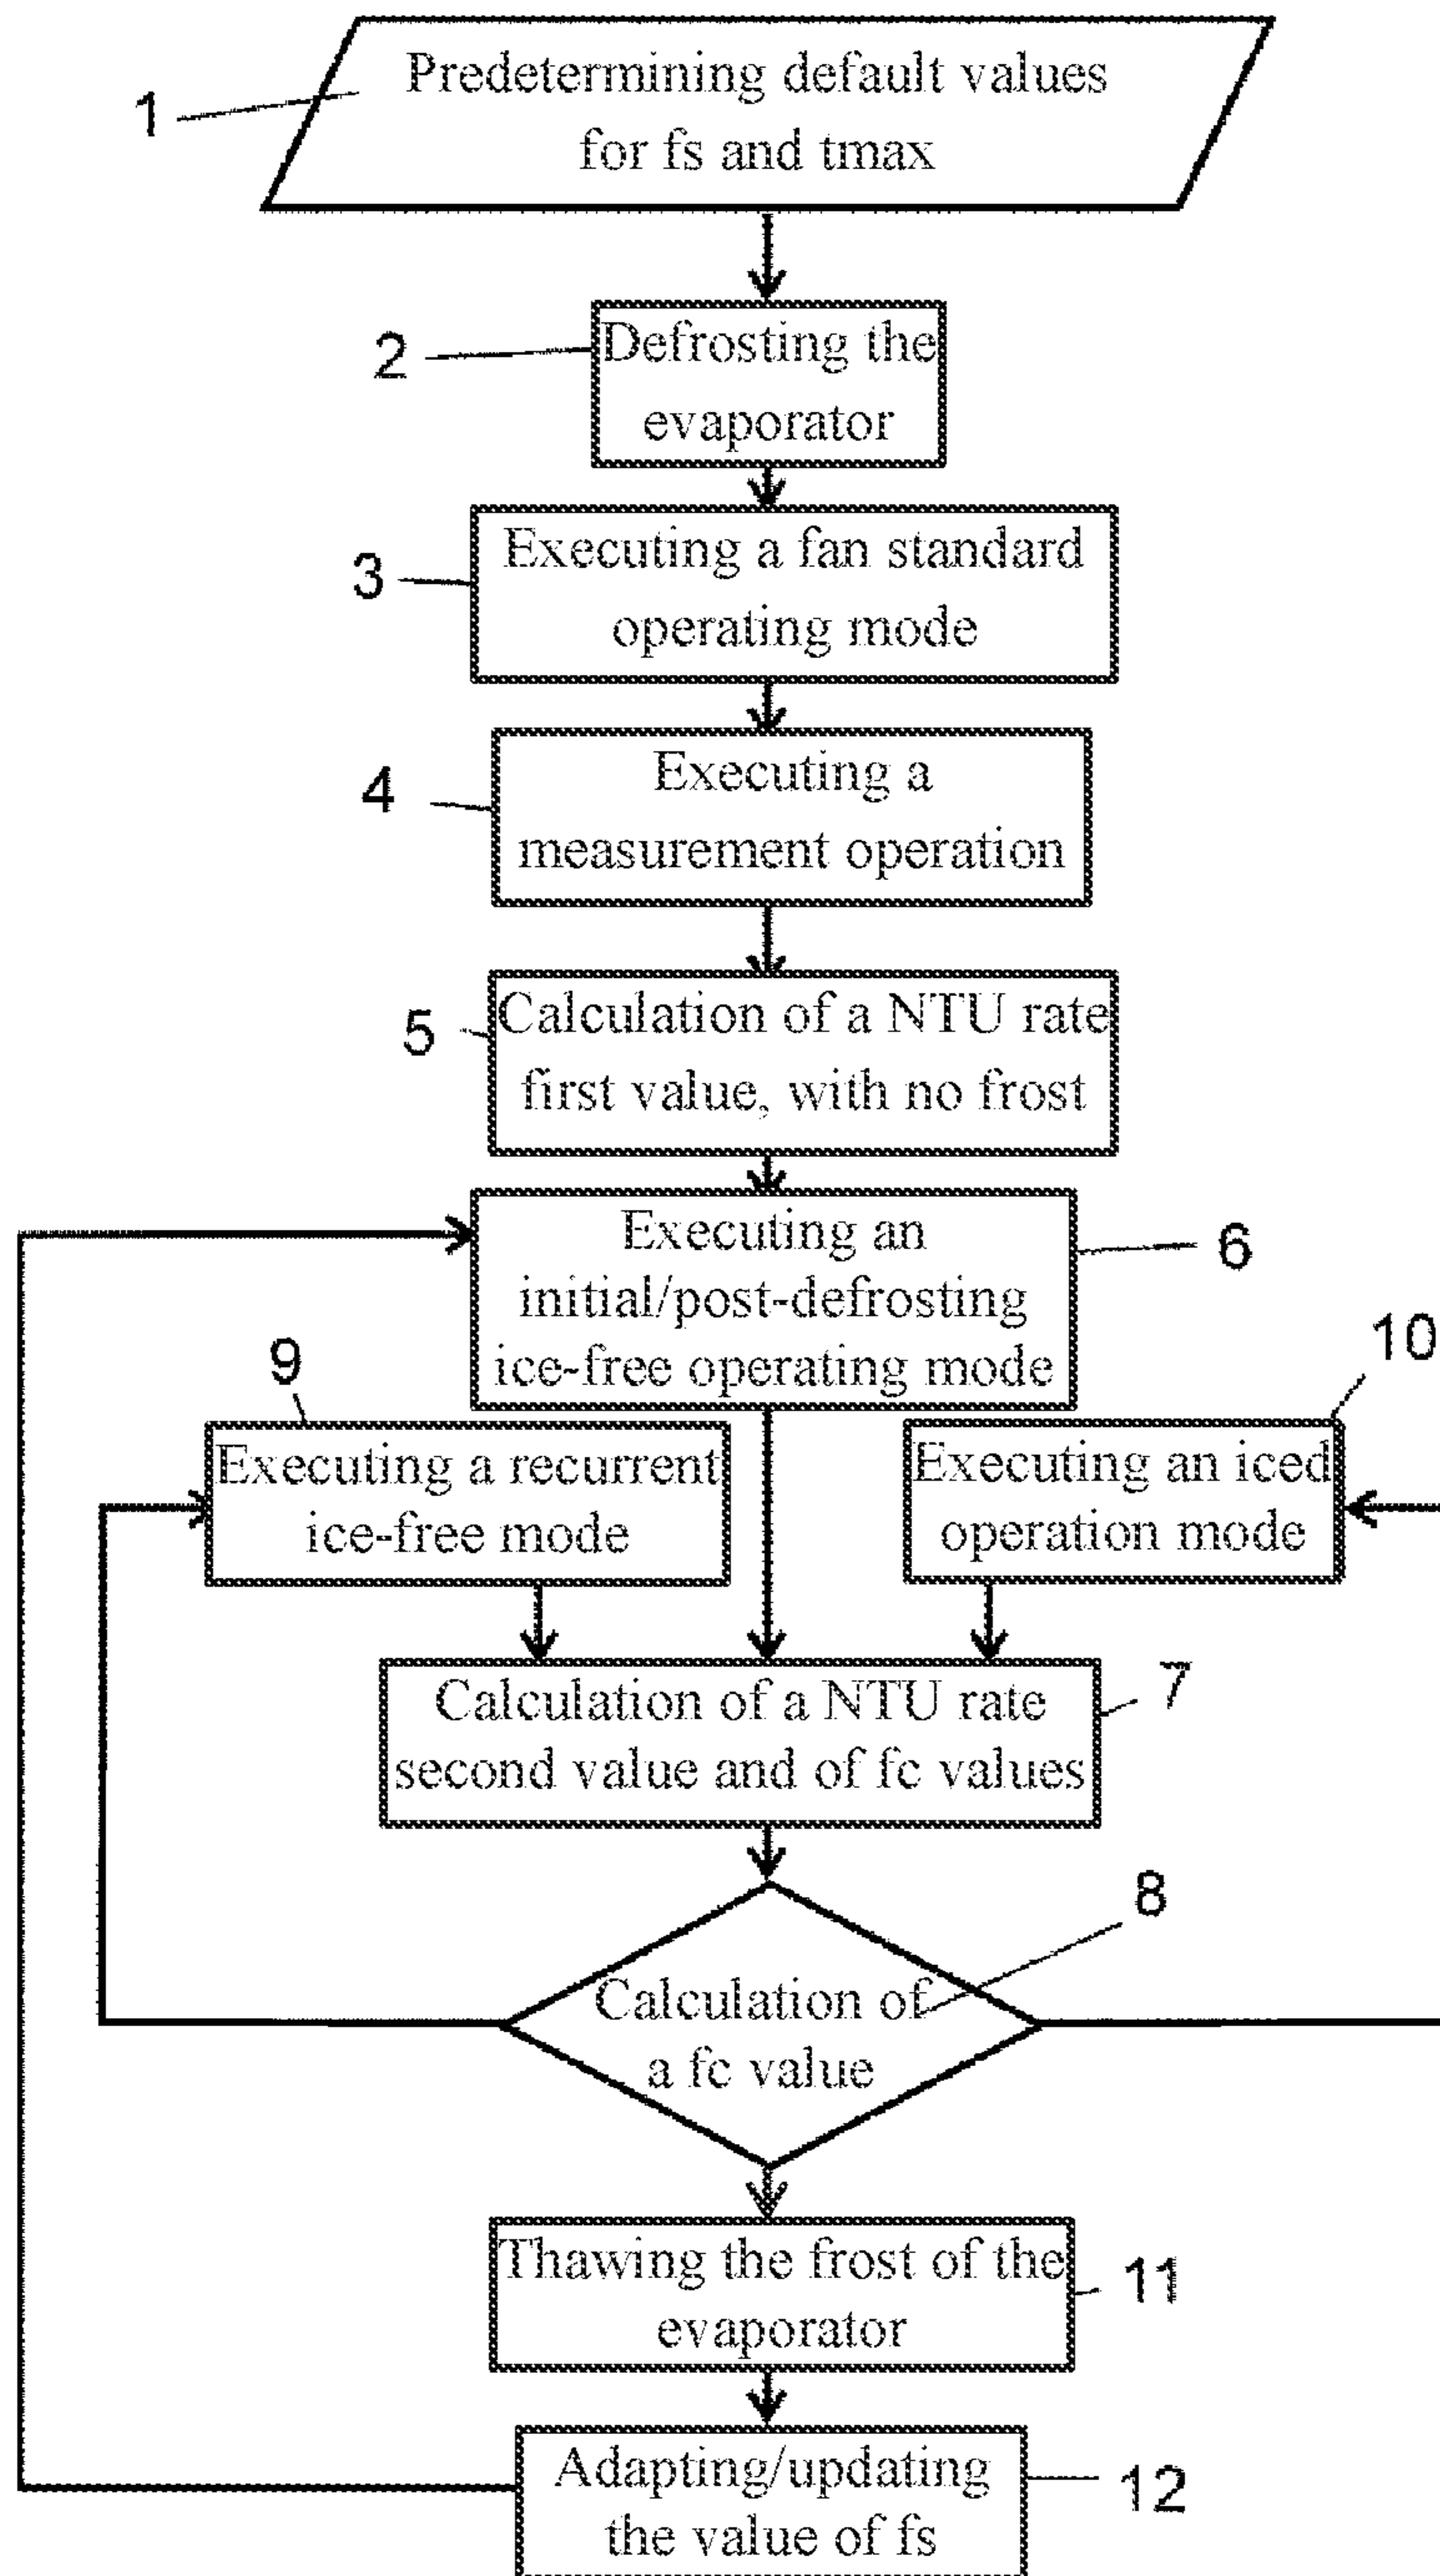 1
Predetermining default values
for fs and tmax
2
Defrosting the
evaporator
3
Executing a fan standard
operating mode
4
Executing a
measurement operation
5
Calculation of a NTU rate
first value, with no frost
6
Executing an
initial/post-defrosting
ice-free operating mode
9
Executing a recurrent
ice-free mode
10
Executing an iced
operation mode
7
Calculation of a NTU rate
second value and of fc values
8
Calculation of
a fc value
11
Thawing the frost of the
evaporator
12
Adapting/updating
the value of fs